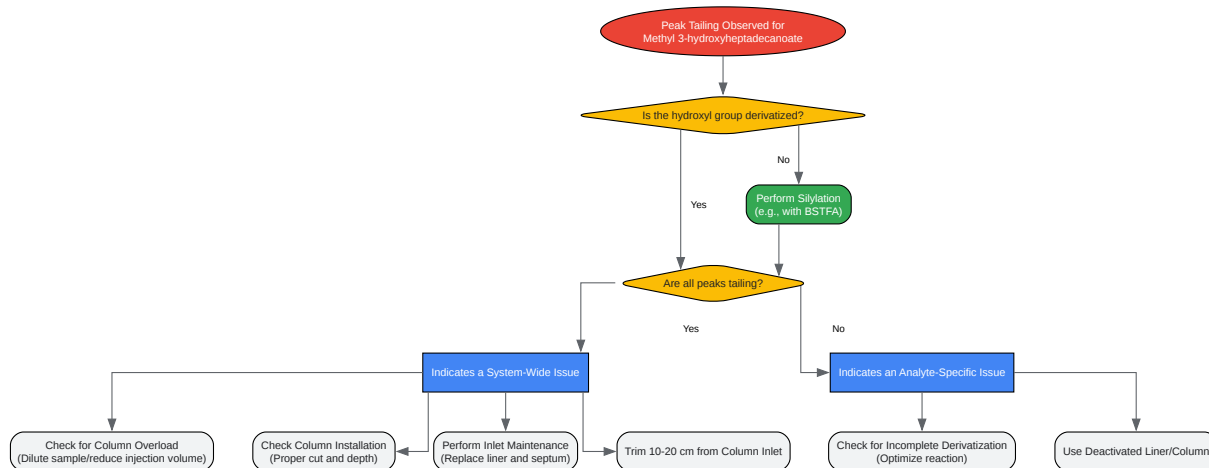 Peak Tailing Observed for
Methyl 3-hydroxyheptadecanoate
Is the hydroxyl group derivatized?
No
Perform Silylation
(e.g., with BSTFA)
Yes
Are all peaks tailing?
Yes
No
Indicates a System-Wide Issue
Indicates an Analyte-Specific Issue
Check for Column Overload
(Dilute sample/reduce injection volume)
Check Column Installation
(Proper cut and depth)
Perform Inlet Maintenance
(Replace liner and septum)
Trim 10-20 cm from Column Inlet
Check for Incomplete Derivatization
(Optimize reaction)
Use Deactivated Liner/Column